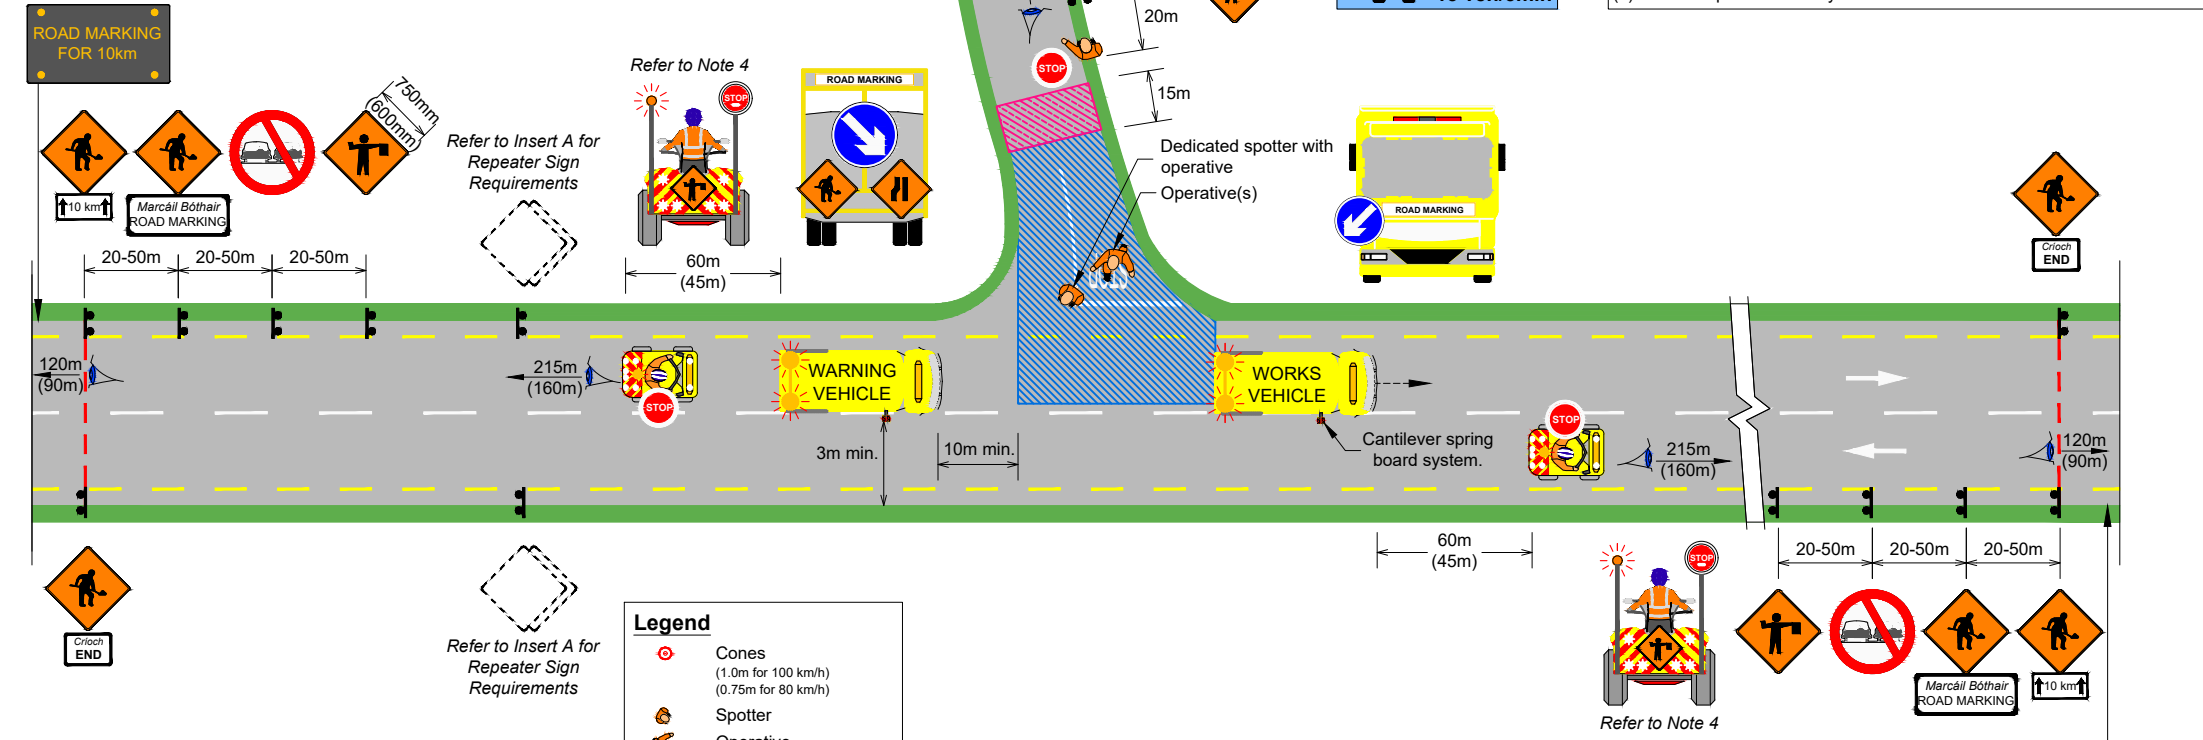 ROAD MARKING
FOR 10km
750mm
600mm
10 km
Marcáil Bóthair
ROAD MARKING
Refer to Insert A for
Repeater Sign
Requirements
Refer to Note 4
STOP
ROAD MARKING
20m
STOP
15m
Dedicated spotter with
operative
Operative(s)
ROAD MARKING
Críoch
END
20-50m
20-50m
20-50m
60m
(45m)
120m
(90m)
215m
(160m)
STOP
WARNING
VEHICLE
3m min.
10m min.
WORKS
VEHICLE
Cantilever spring
board system.
STOP
215m
(160m)
120m
(90m)
60m
(45m)
20-50m
20-50m
20-50m
Críoch
END
Refer to Insert A for
Repeater Sign
Requirements
Legend
Cones
(1.0m for 100 km/h)
(0.75m for 80 km/h)
Spotter
Operative
STOP
Refer to Note 4
Marcáil Bóthair
ROAD MARKING
10 km